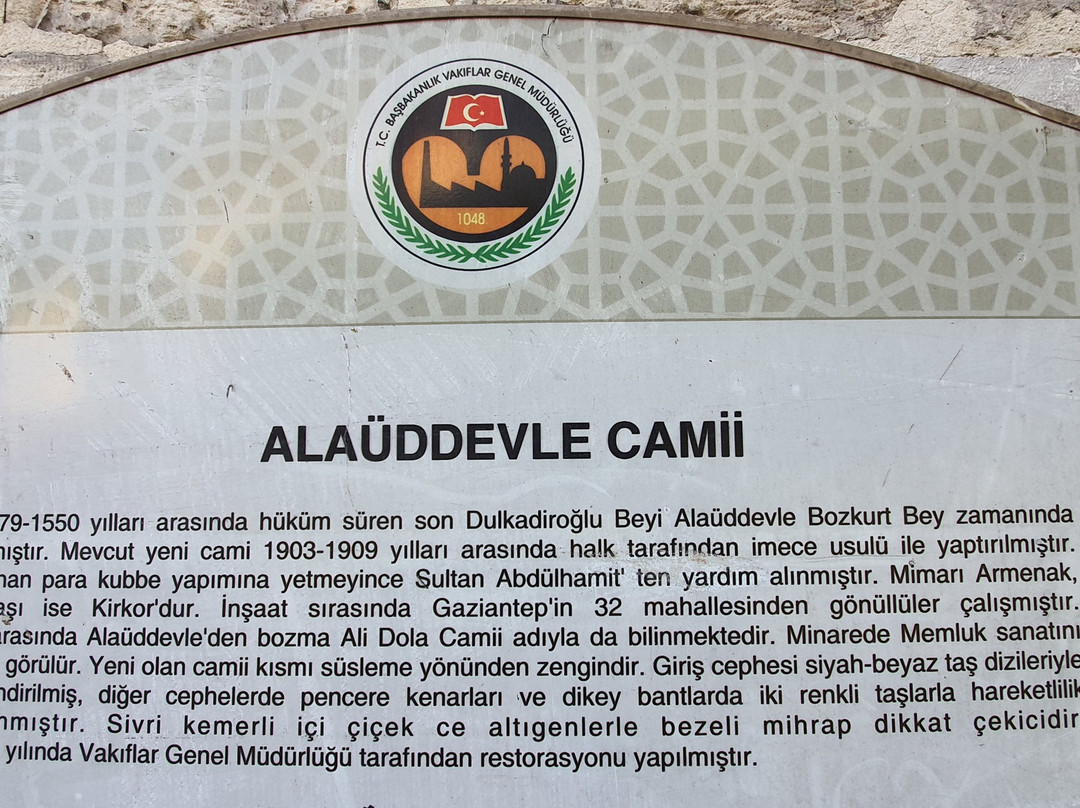 T.C. BAŞBAKANLIK VAKIFLAR GENEL MÜDÜRLÜĞÜ
1048
ALAÜDDEVLE CAMİİ
79-1550 yılları arasında hüküm süren son Dulkadiroğlu Beyi Alaüddevle Bozkurt Bey zamanında
mıştır. Mevcut yeni cami 1903-1909 yılları arasında halk tarafından imece usulü ile yaptırılmıştır.
nan para kubbe yapımına yetmeyince Sultan Abdülhamit' ten yardım alınmıştır. Mimarı Armenak,
aşı ise Kirkor'dur. İnşaat sırasında Gaziantep'in 32 mahallesinden gönüllüler çalışmıştır.
arasında Alaüddevle'den bozma Ali Dola Camii adıyla da bilinmektedir. Minarede Memluk sanatını
görülür. Yeni olan camii kısmı süsleme yönünden zengindir. Giriş cephesi siyah-beyaz taş dizileriyle
ndirilmiş, diğer cephelerde pencere kenarları ve dikey bantlarda iki renkli taşlarla hareketlilik
nmıştır. Sivri kemerli içi çiçek ce altıgenlerle bezeli mihrap dikkat çekicidir
yılında Vakıflar Genel Müdürlüğü tarafından restorasyonu yapılmıştır.